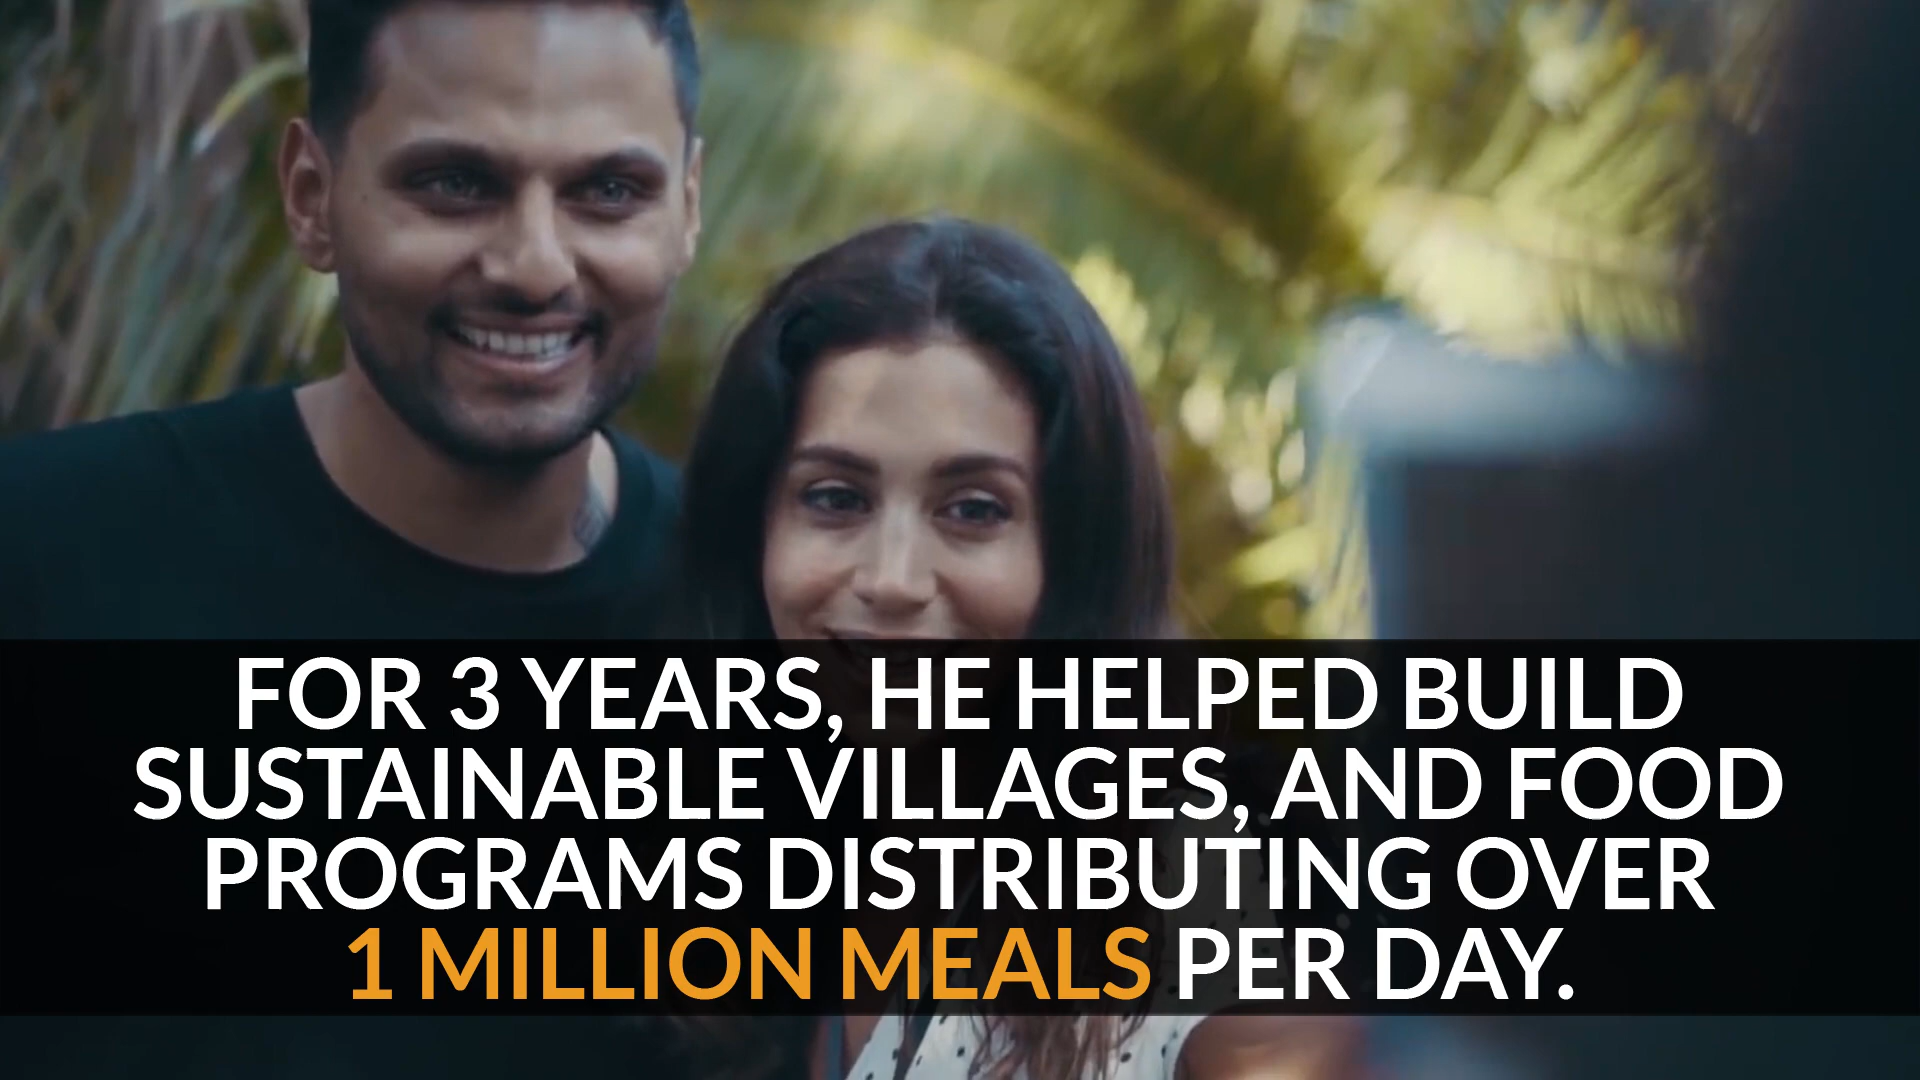 FOR 3 YEARS, HE HELPED BUILD
SUSTAINABLE VILLAGES, AND FOOD
PROGRAMS DISTRIBUTING OVER
1 MILLION MEALS PER DAY.